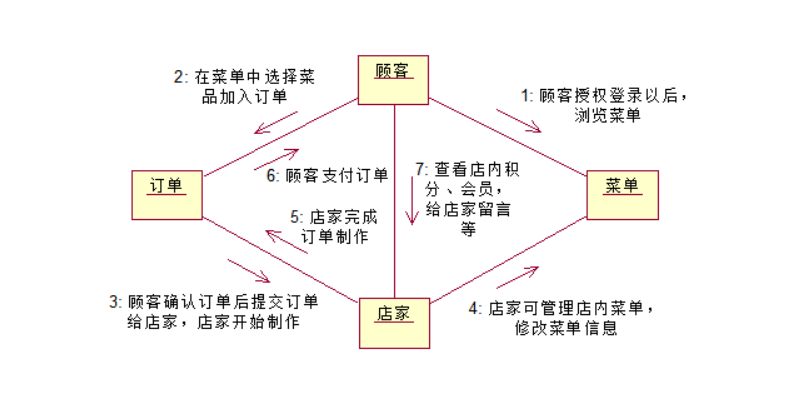 顾客
2: 在菜单中选择菜
品加入订单
1: 顾客授权登录以后，
浏览菜单
订单
6: 顾客支付订单
7: 查看店内积
分、会员，
给店家留言
等
菜单
5: 店家完成
订单制作
3: 顾客确认订单后提交订单
给店家，店家开始制作
店家
4: 店家可管理店内菜单，
修改菜单信息